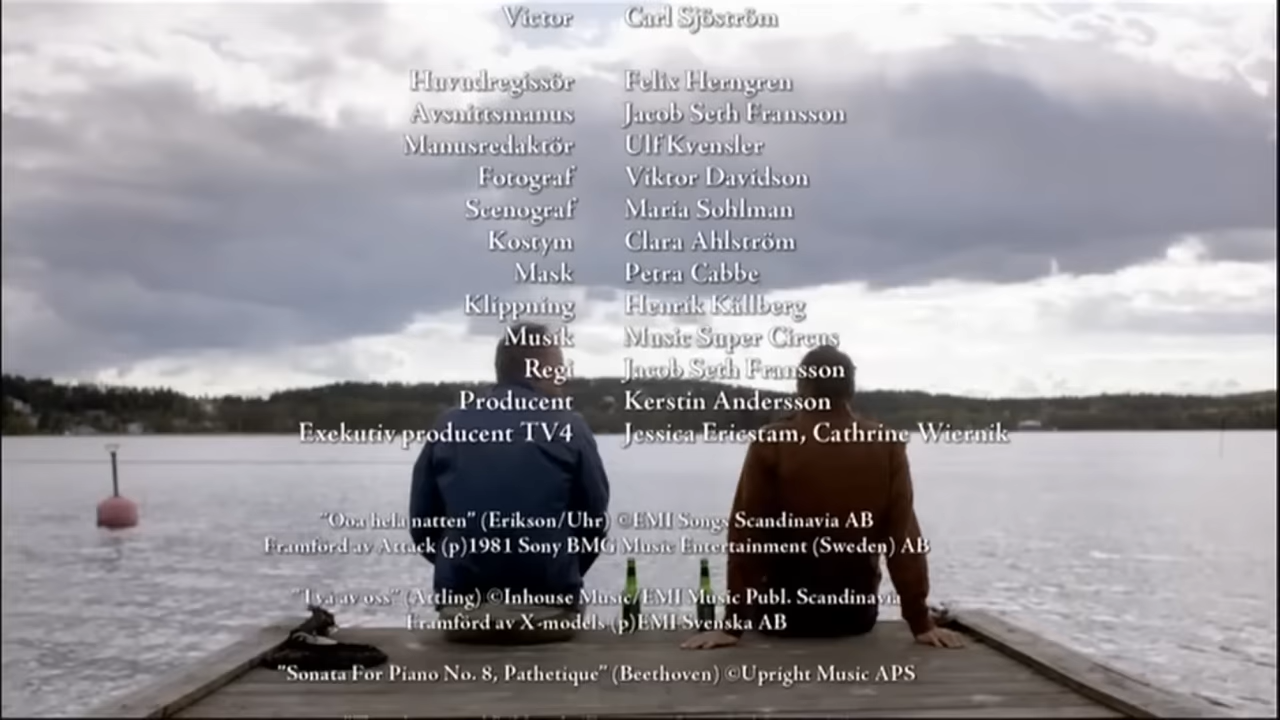 Victor Carl Sjöström
Huvudregissör Felix Herngren
Avsnittsmanus Jacob Seth Fransson
Manusredaktör Ulf Kvensler
Fotograf Viktor Davidson
Scenograf Maria Sohlman
Kostym Clara Ahlström
Mask Petra Cabbe
Klippning Henrik Källberg
Musik Music Super Circus
Regi Jacob Seth Fransson
Producent Kerstin Andersson
Exekutiv producent TV4 Jessica Ericstam, Cathrine Wiernik
"Ooa hela natten" (Erikson/Uhr) ©EMI Songs Scandinavia AB
Framförd av Attack (p)1981 Sony BMG Music Entertainment (Sweden) AB
"Två av oss" (Attling) ©Inhouse Music/EMI Music Publ. Scandinavia
Framförd av X-models (p)EMI Svenska AB
"Sonata For Piano No. 8, Pathetique" (Beethoven) ©Upright Music APS